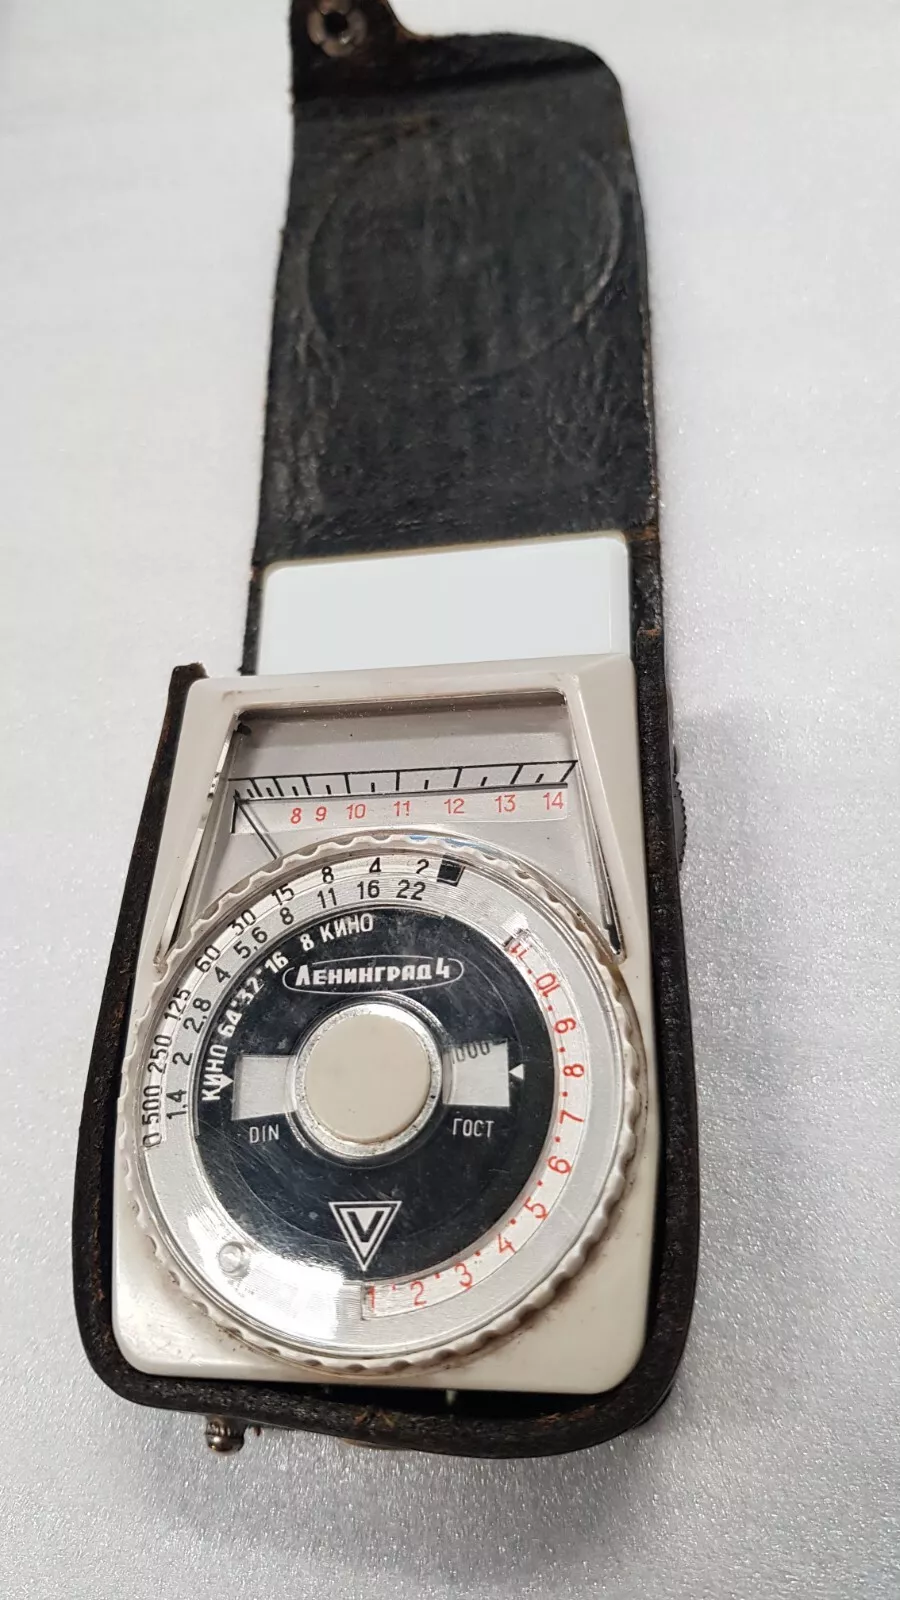 8 9 10 11 12 13 14
500 250 125 60 30 15 8 4 2
1.4 2 2.8 4 5.6 8 11 16 22
КИНО 64 32 16 8 КИНО
ЛЕНИНГРАД 4
DIN
ГОСТ
V
1 2 3 4 5 6 7 8 9 10 11